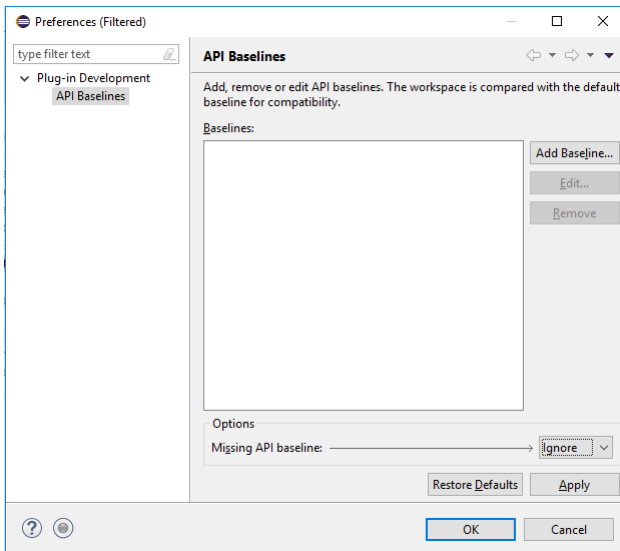 Preferences (Filtered)
type filter text
Plug-in Development
API Baselines
API Baselines
Add, remove or edit API baselines. The workspace is compared with the default
baseline for compatibility.
Baselines:
Add Baseline...
Edit...
Remove
Options
Missing API baseline:
Ignore
Restore Defaults
Apply
?
OK
Cancel